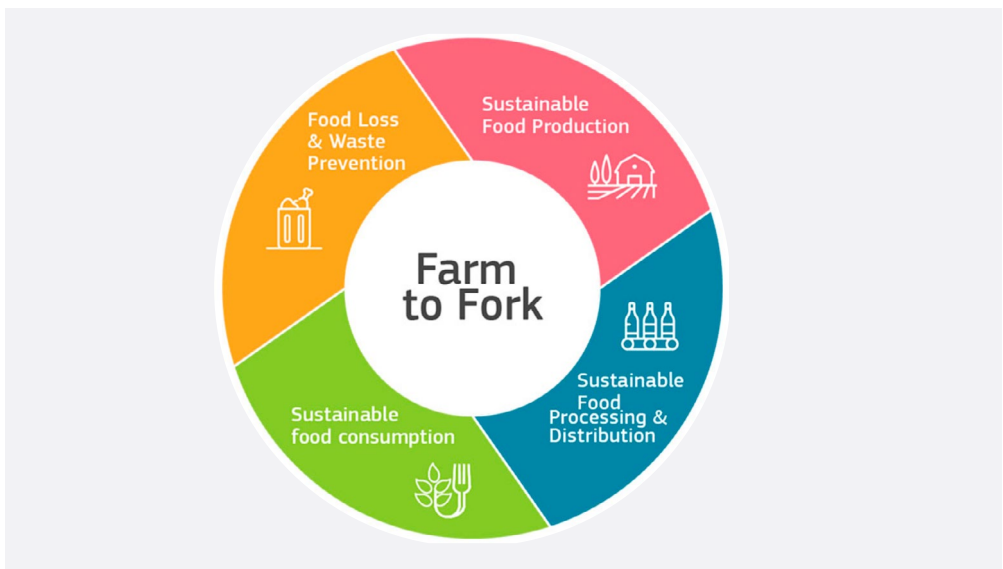 Food Loss
& Waste
Prevention
Sustainable
Food Production
Farm
to Fork
Sustainable
Food
Processing &
Distribution
Sustainable
food consumption